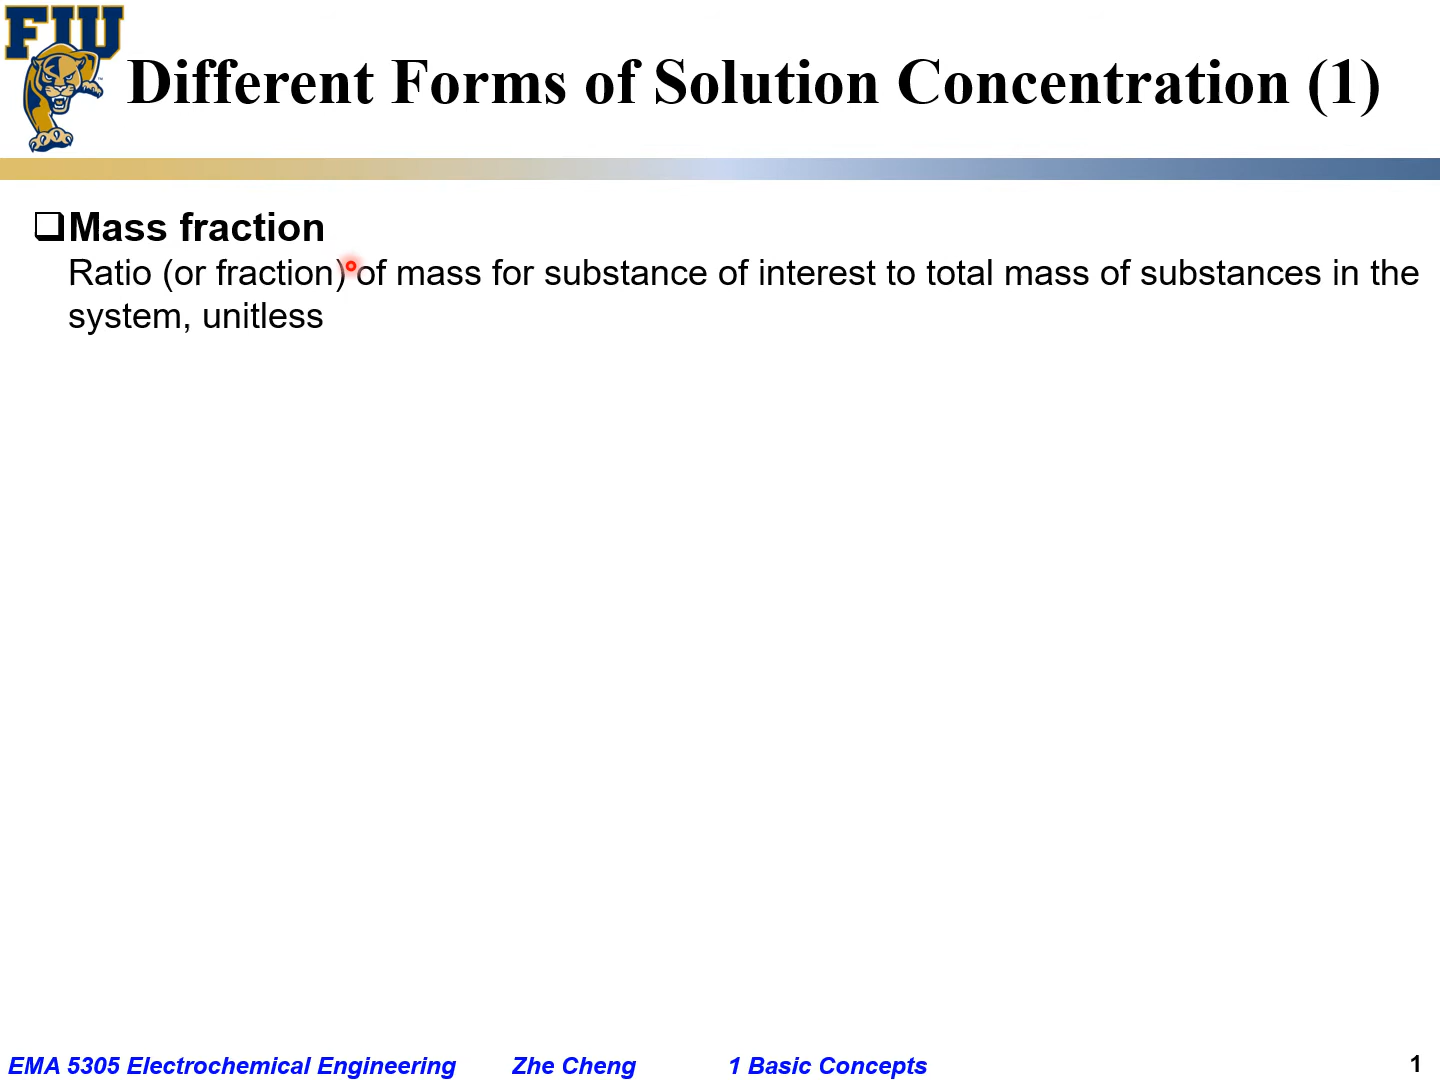 FIU
Different Forms of Solution Concentration (1)
Mass fraction
Ratio (or fraction) of mass for substance of interest to total mass of substances in the
system, unitless
EMA 5305 Electrochemical Engineering Zhe Cheng 1 Basic Concepts 1